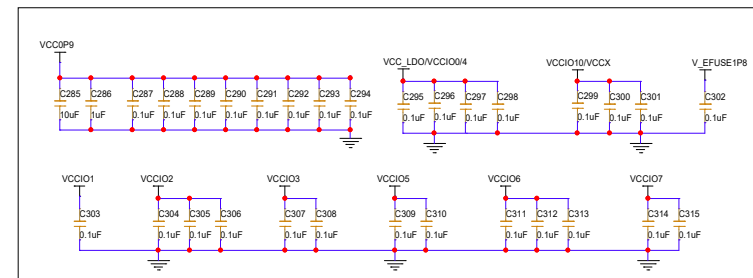 VCC0P9
VCC_LDO/VCCIO0/4
VCCIO10/VCCX
V_EFUSE1P8
C285
C286
C287
C288
C289
C290
C291
C292
C293
C294
10uF
1uF
0.1uF
0.1uF
0.1uF
0.1uF
0.1uF
0.1uF
0.1uF
0.1uF
C295
C296
C297
C298
0.1uF
0.1uF
0.1uF
0.1uF
C299
C300
C301
0.1uF
0.1uF
0.1uF
C302
0.1uF
VCCIO1
VCCIO2
VCCIO3
VCCIO5
VCCIO6
VCCIO7
C303
C304
C305
C306
C307
C308
C309
C310
C311
C312
C313
C314
C315
0.1uF
0.1uF
0.1uF
0.1uF
0.1uF
0.1uF
0.1uF
0.1uF
0.1uF
0.1uF
0.1uF
0.1uF
0.1uF